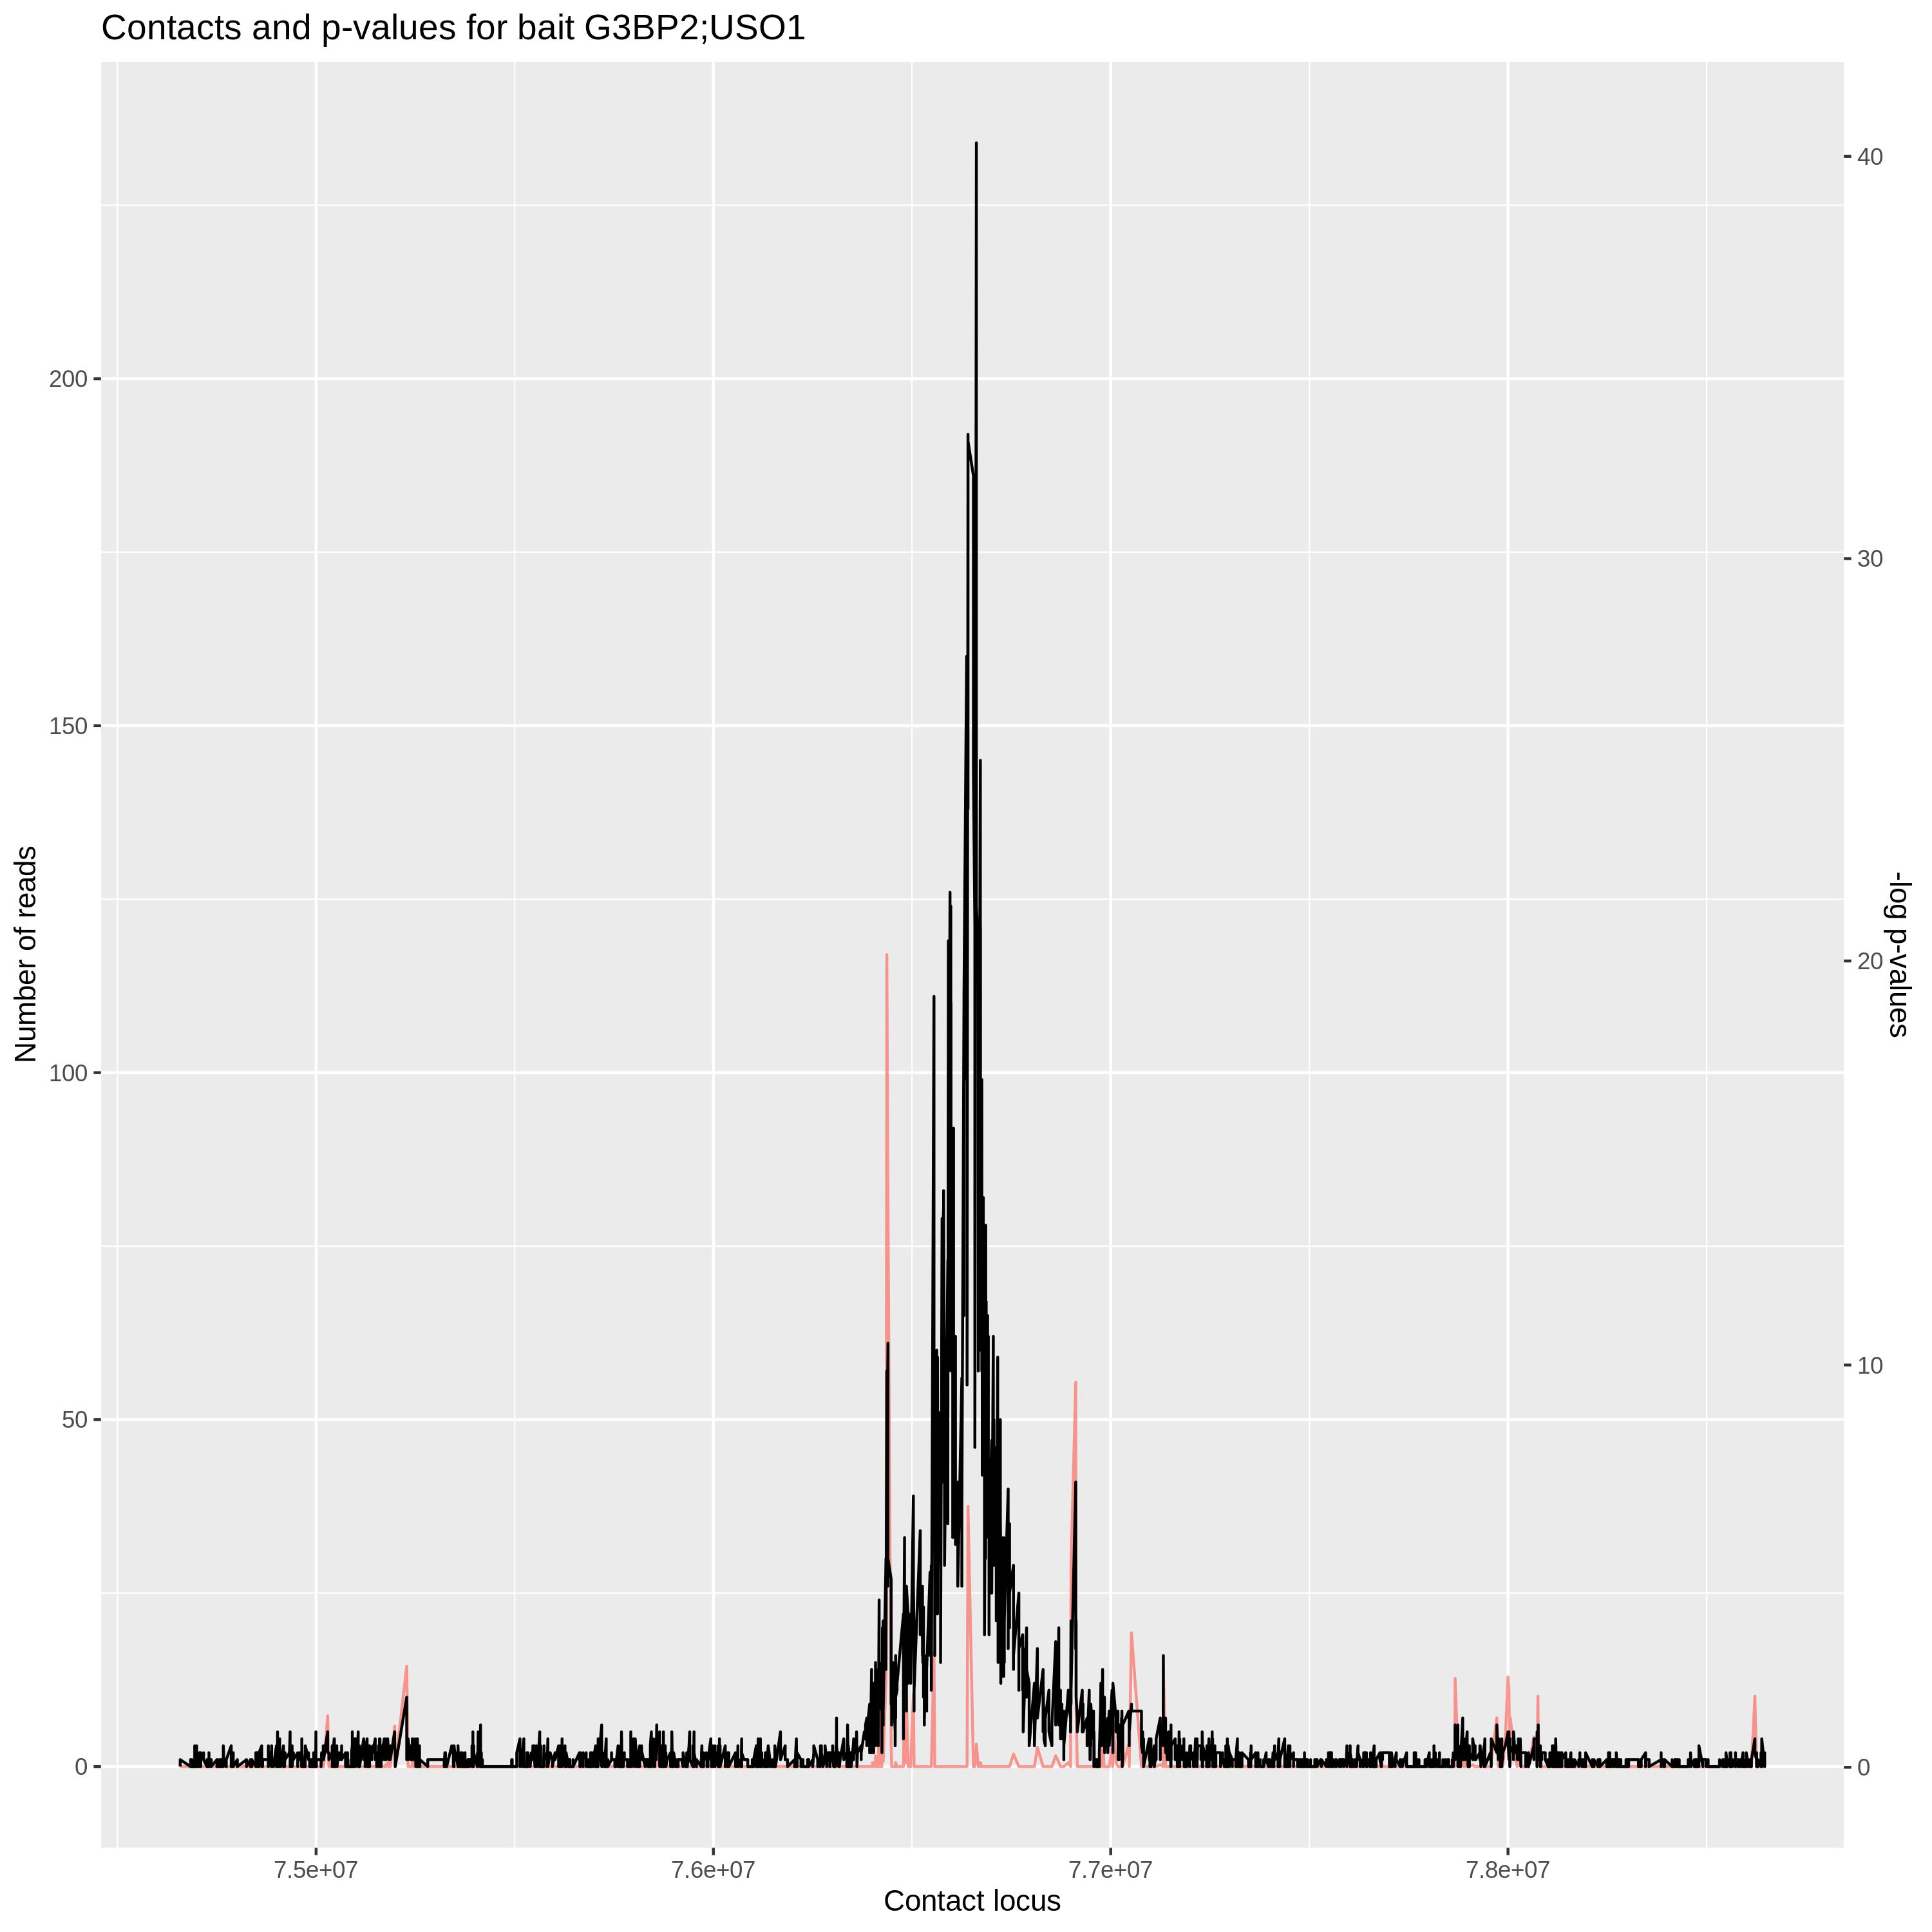 Contacts and p-values for bait G3BP2;USO1
200
150
100
50
0
Number of reads
40
30
20
10
0
-log p-values
7.5e+07
7.6e+07
7.7e+07
7.8e+07
Contact locus